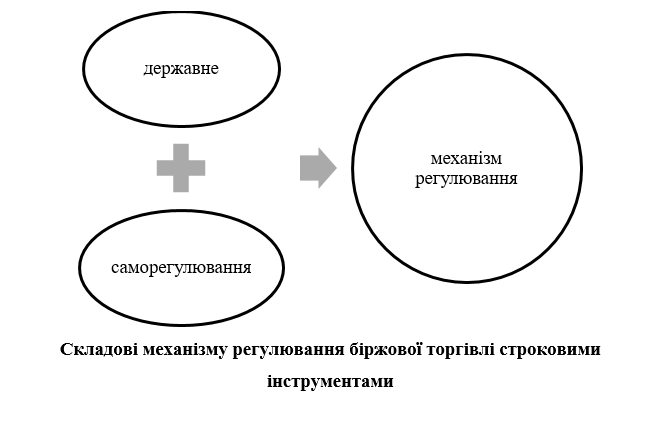 державне
саморегулювання
механізм
регулювання
Складові механізму регулювання біржової торгівлі строковими
інструментами